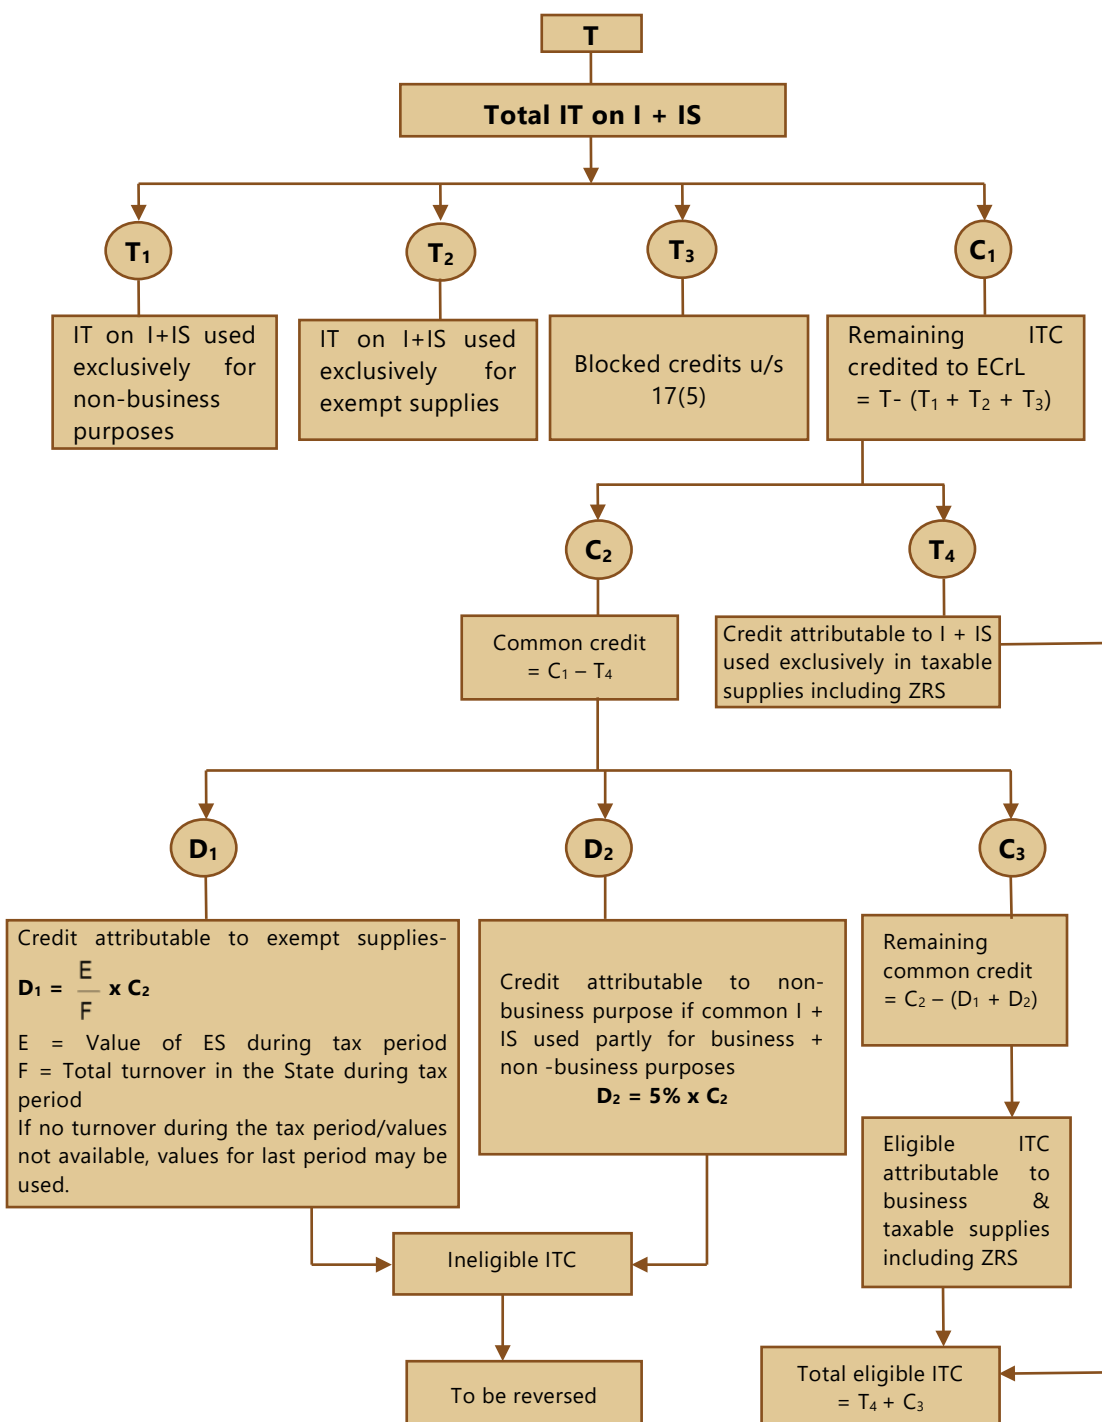 T
Total IT on I + IS
T₁
T₂
T₃
C₁
IT on I+IS used
exclusively for
non-business
purposes
IT on I+IS used
exclusively for
exempt supplies
Blocked credits u/s
17(5)
Remaining ITC
credited to ECrL
= T- (T₁ + T₂ + T₃)
C₂
T₄
Common credit
= C₁ – T₄
Credit attributable to I + IS
used exclusively in taxable
supplies including ZRS
D₁
D₂
C₃
Credit attributable to exempt supplies-
D₁ = E/F x C₂
E = Value of ES during tax period
F = Total turnover in the State during tax
period
If no turnover during the tax period/values
not available, values for last period may be
used.
Credit attributable to non-
business purpose if common I +
IS used partly for business +
non -business purposes
D₂ = 5% x C₂
Remaining
common credit
= C₂ – (D₁ + D₂)
Eligible ITC
attributable to
business &
taxable supplies
including ZRS
Ineligible ITC
To be reversed
Total eligible ITC
= T₄ + C₃